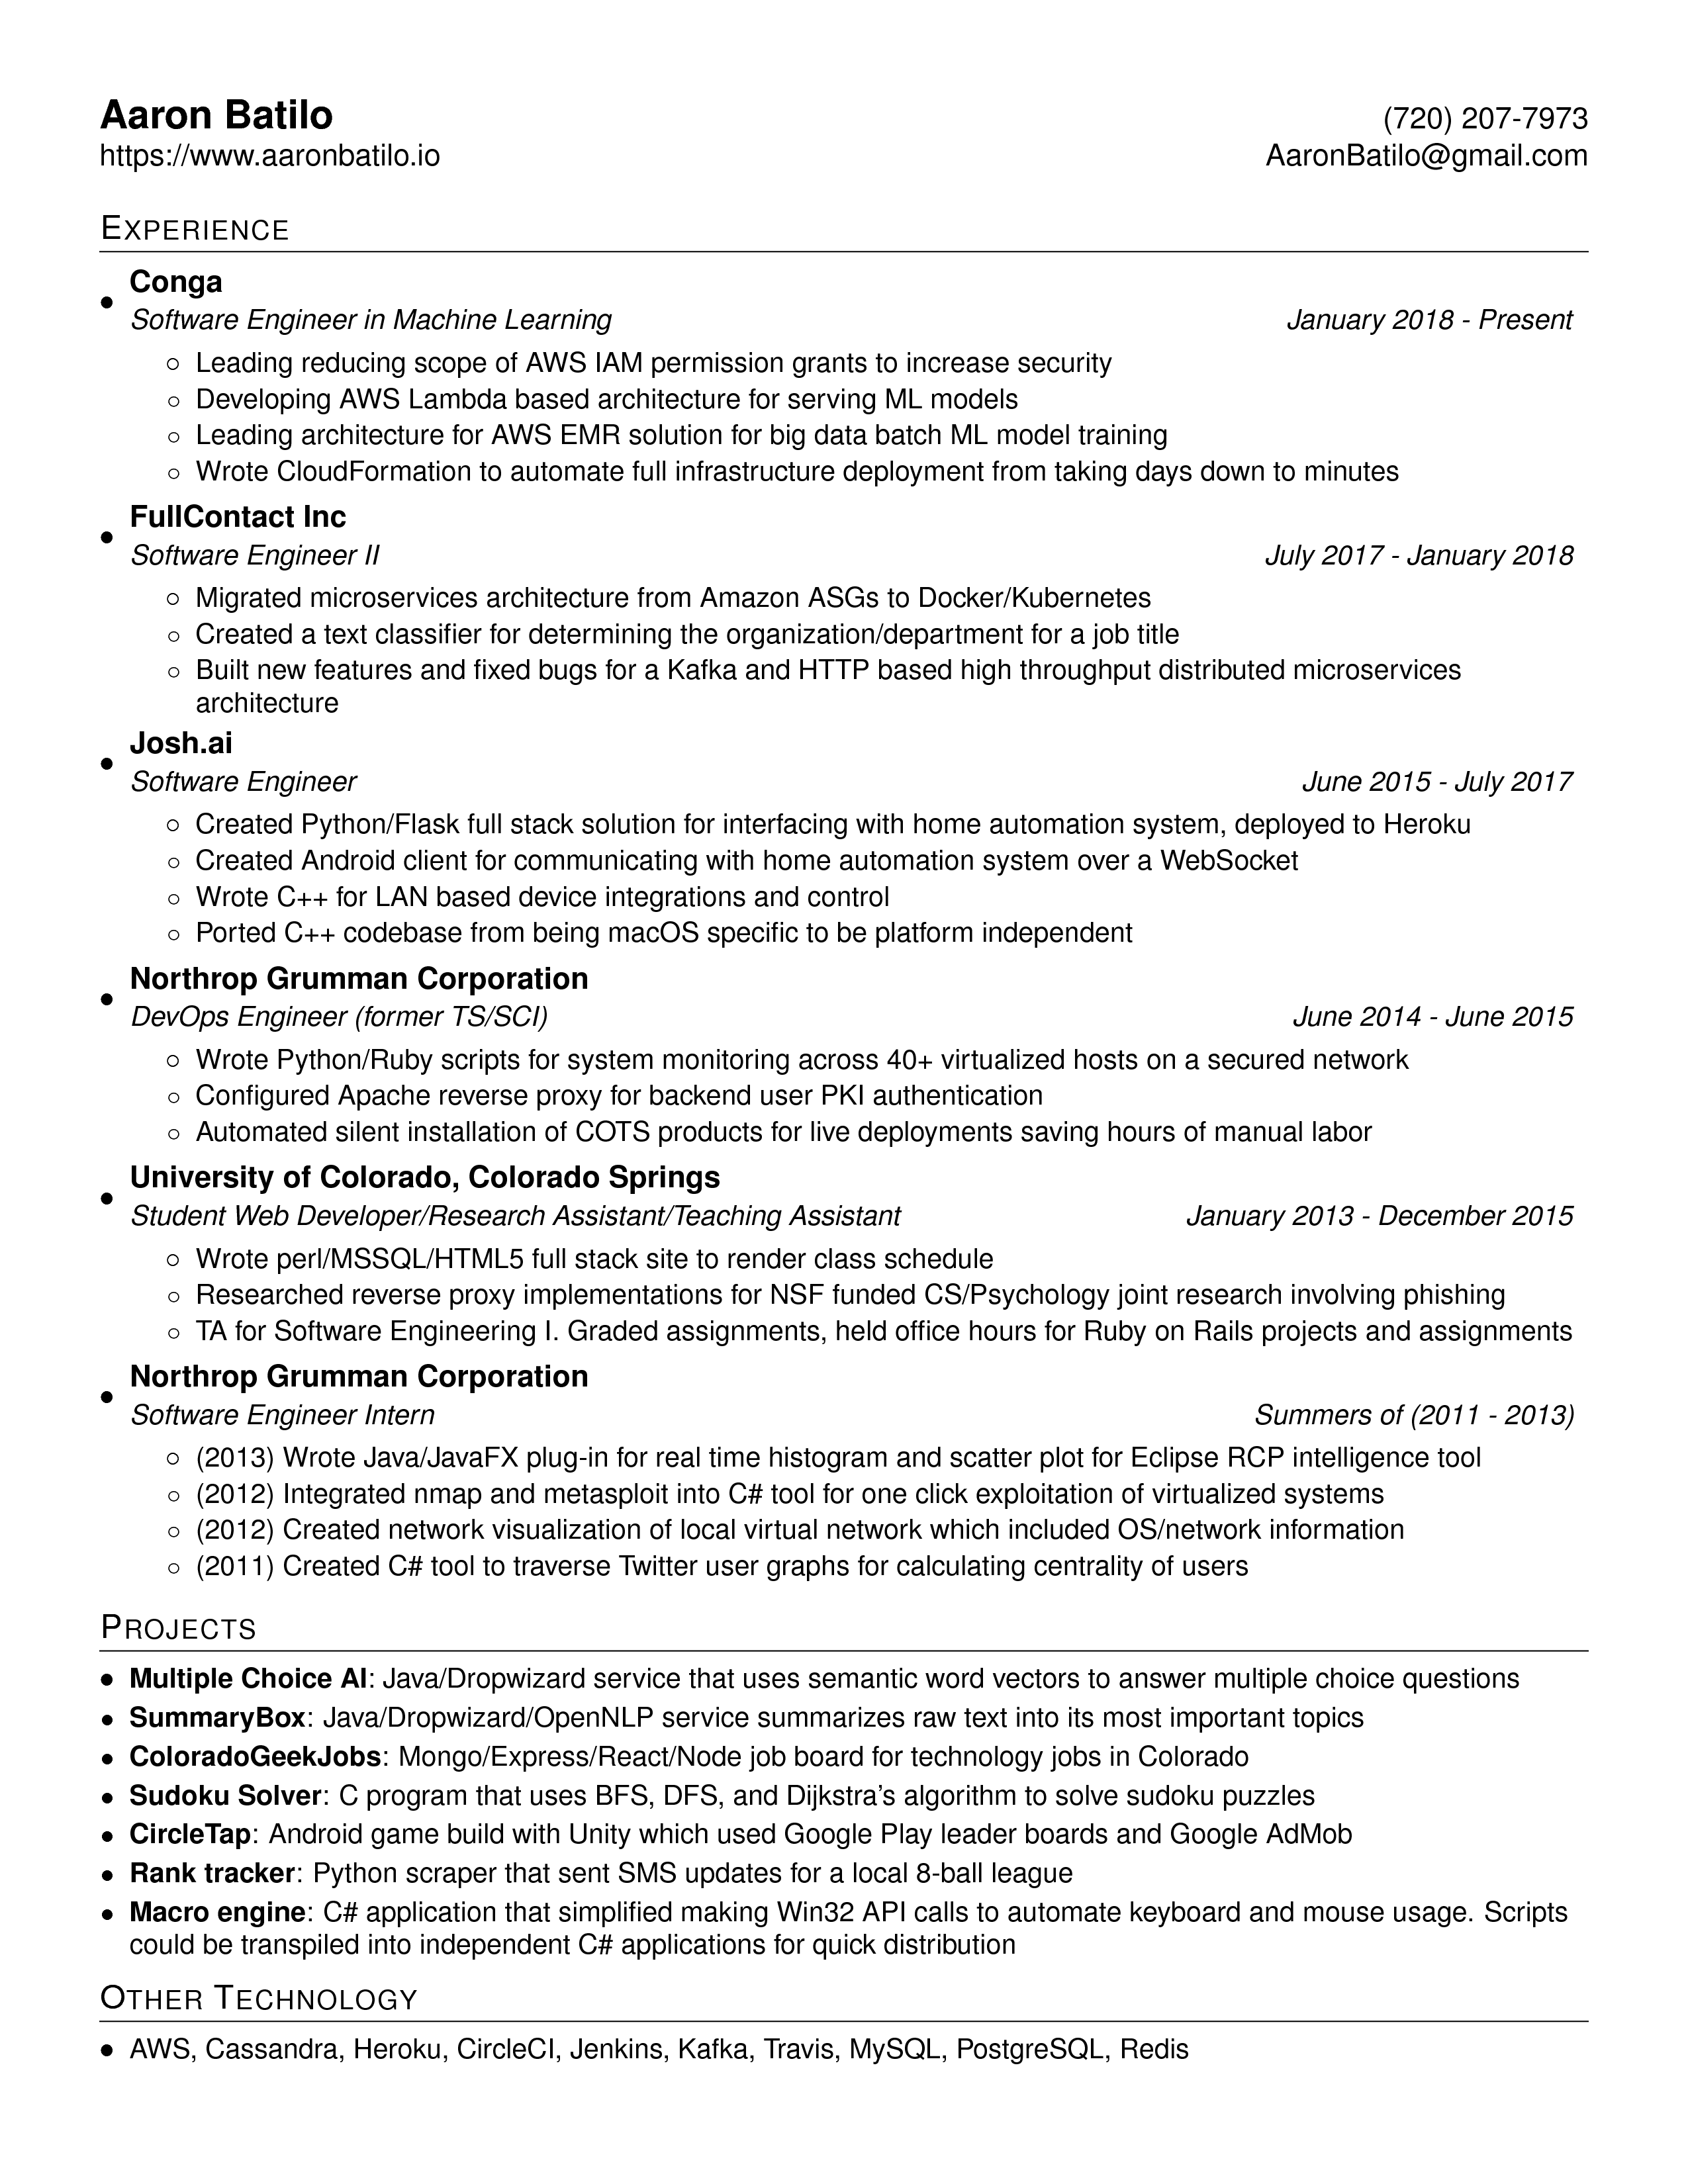 Aaron Batilo (720) 207-7973
https://www.aaronbatilo.io AaronBatilo@gmail.com
EXPERIENCE
• Conga
Software Engineer in Machine Learning January 2018 - Present
◦ Leading reducing scope of AWS IAM permission grants to increase security
◦ Developing AWS Lambda based architecture for serving ML models
◦ Leading architecture for AWS EMR solution for big data batch ML model training
◦ Wrote CloudFormation to automate full infrastructure deployment from taking days down to minutes
• FullContact Inc
Software Engineer II July 2017 - January 2018
◦ Migrated microservices architecture from Amazon ASGs to Docker/Kubernetes
◦ Created a text classifier for determining the organization/department for a job title
◦ Built new features and fixed bugs for a Kafka and HTTP based high throughput distributed microservices
architecture
• Josh.ai
Software Engineer June 2015 - July 2017
◦ Created Python/Flask full stack solution for interfacing with home automation system, deployed to Heroku
◦ Created Android client for communicating with home automation system over a WebSocket
◦ Wrote C++ for LAN based device integrations and control
◦ Ported C++ codebase from being macOS specific to be platform independent
• Northrop Grumman Corporation
DevOps Engineer (former TS/SCI) June 2014 - June 2015
◦ Wrote Python/Ruby scripts for system monitoring across 40+ virtualized hosts on a secured network
◦ Configured Apache reverse proxy for backend user PKI authentication
◦ Automated silent installation of COTS products for live deployments saving hours of manual labor
• University of Colorado, Colorado Springs
Student Web Developer/Research Assistant/Teaching Assistant January 2013 - December 2015
◦ Wrote perl/MSSQL/HTML5 full stack site to render class schedule
◦ Researched reverse proxy implementations for NSF funded CS/Psychology joint research involving phishing
◦ TA for Software Engineering I. Graded assignments, held office hours for Ruby on Rails projects and assignments
• Northrop Grumman Corporation
Software Engineer Intern Summers of (2011 - 2013)
◦ (2013) Wrote Java/JavaFX plug-in for real time histogram and scatter plot for Eclipse RCP intelligence tool
◦ (2012) Integrated nmap and metasploit into C# tool for one click exploitation of virtualized systems
◦ (2012) Created network visualization of local virtual network which included OS/network information
◦ (2011) Created C# tool to traverse Twitter user graphs for calculating centrality of users
PROJECTS
• Multiple Choice AI: Java/Dropwizard service that uses semantic word vectors to answer multiple choice questions
• SummaryBox: Java/Dropwizard/OpenNLP service summarizes raw text into its most important topics
• ColoradoGeekJobs: Mongo/Express/React/Node job board for technology jobs in Colorado
• Sudoku Solver: C program that uses BFS, DFS, and Dijkstra's algorithm to solve sudoku puzzles
• CircleTap: Android game build with Unity which used Google Play leader boards and Google AdMob
• Rank tracker: Python scraper that sent SMS updates for a local 8-ball league
• Macro engine: C# application that simplified making Win32 API calls to automate keyboard and mouse usage. Scripts
could be transpiled into independent C# applications for quick distribution
OTHER TECHNOLOGY
• AWS, Cassandra, Heroku, CircleCI, Jenkins, Kafka, Travis, MySQL, PostgreSQL, Redis